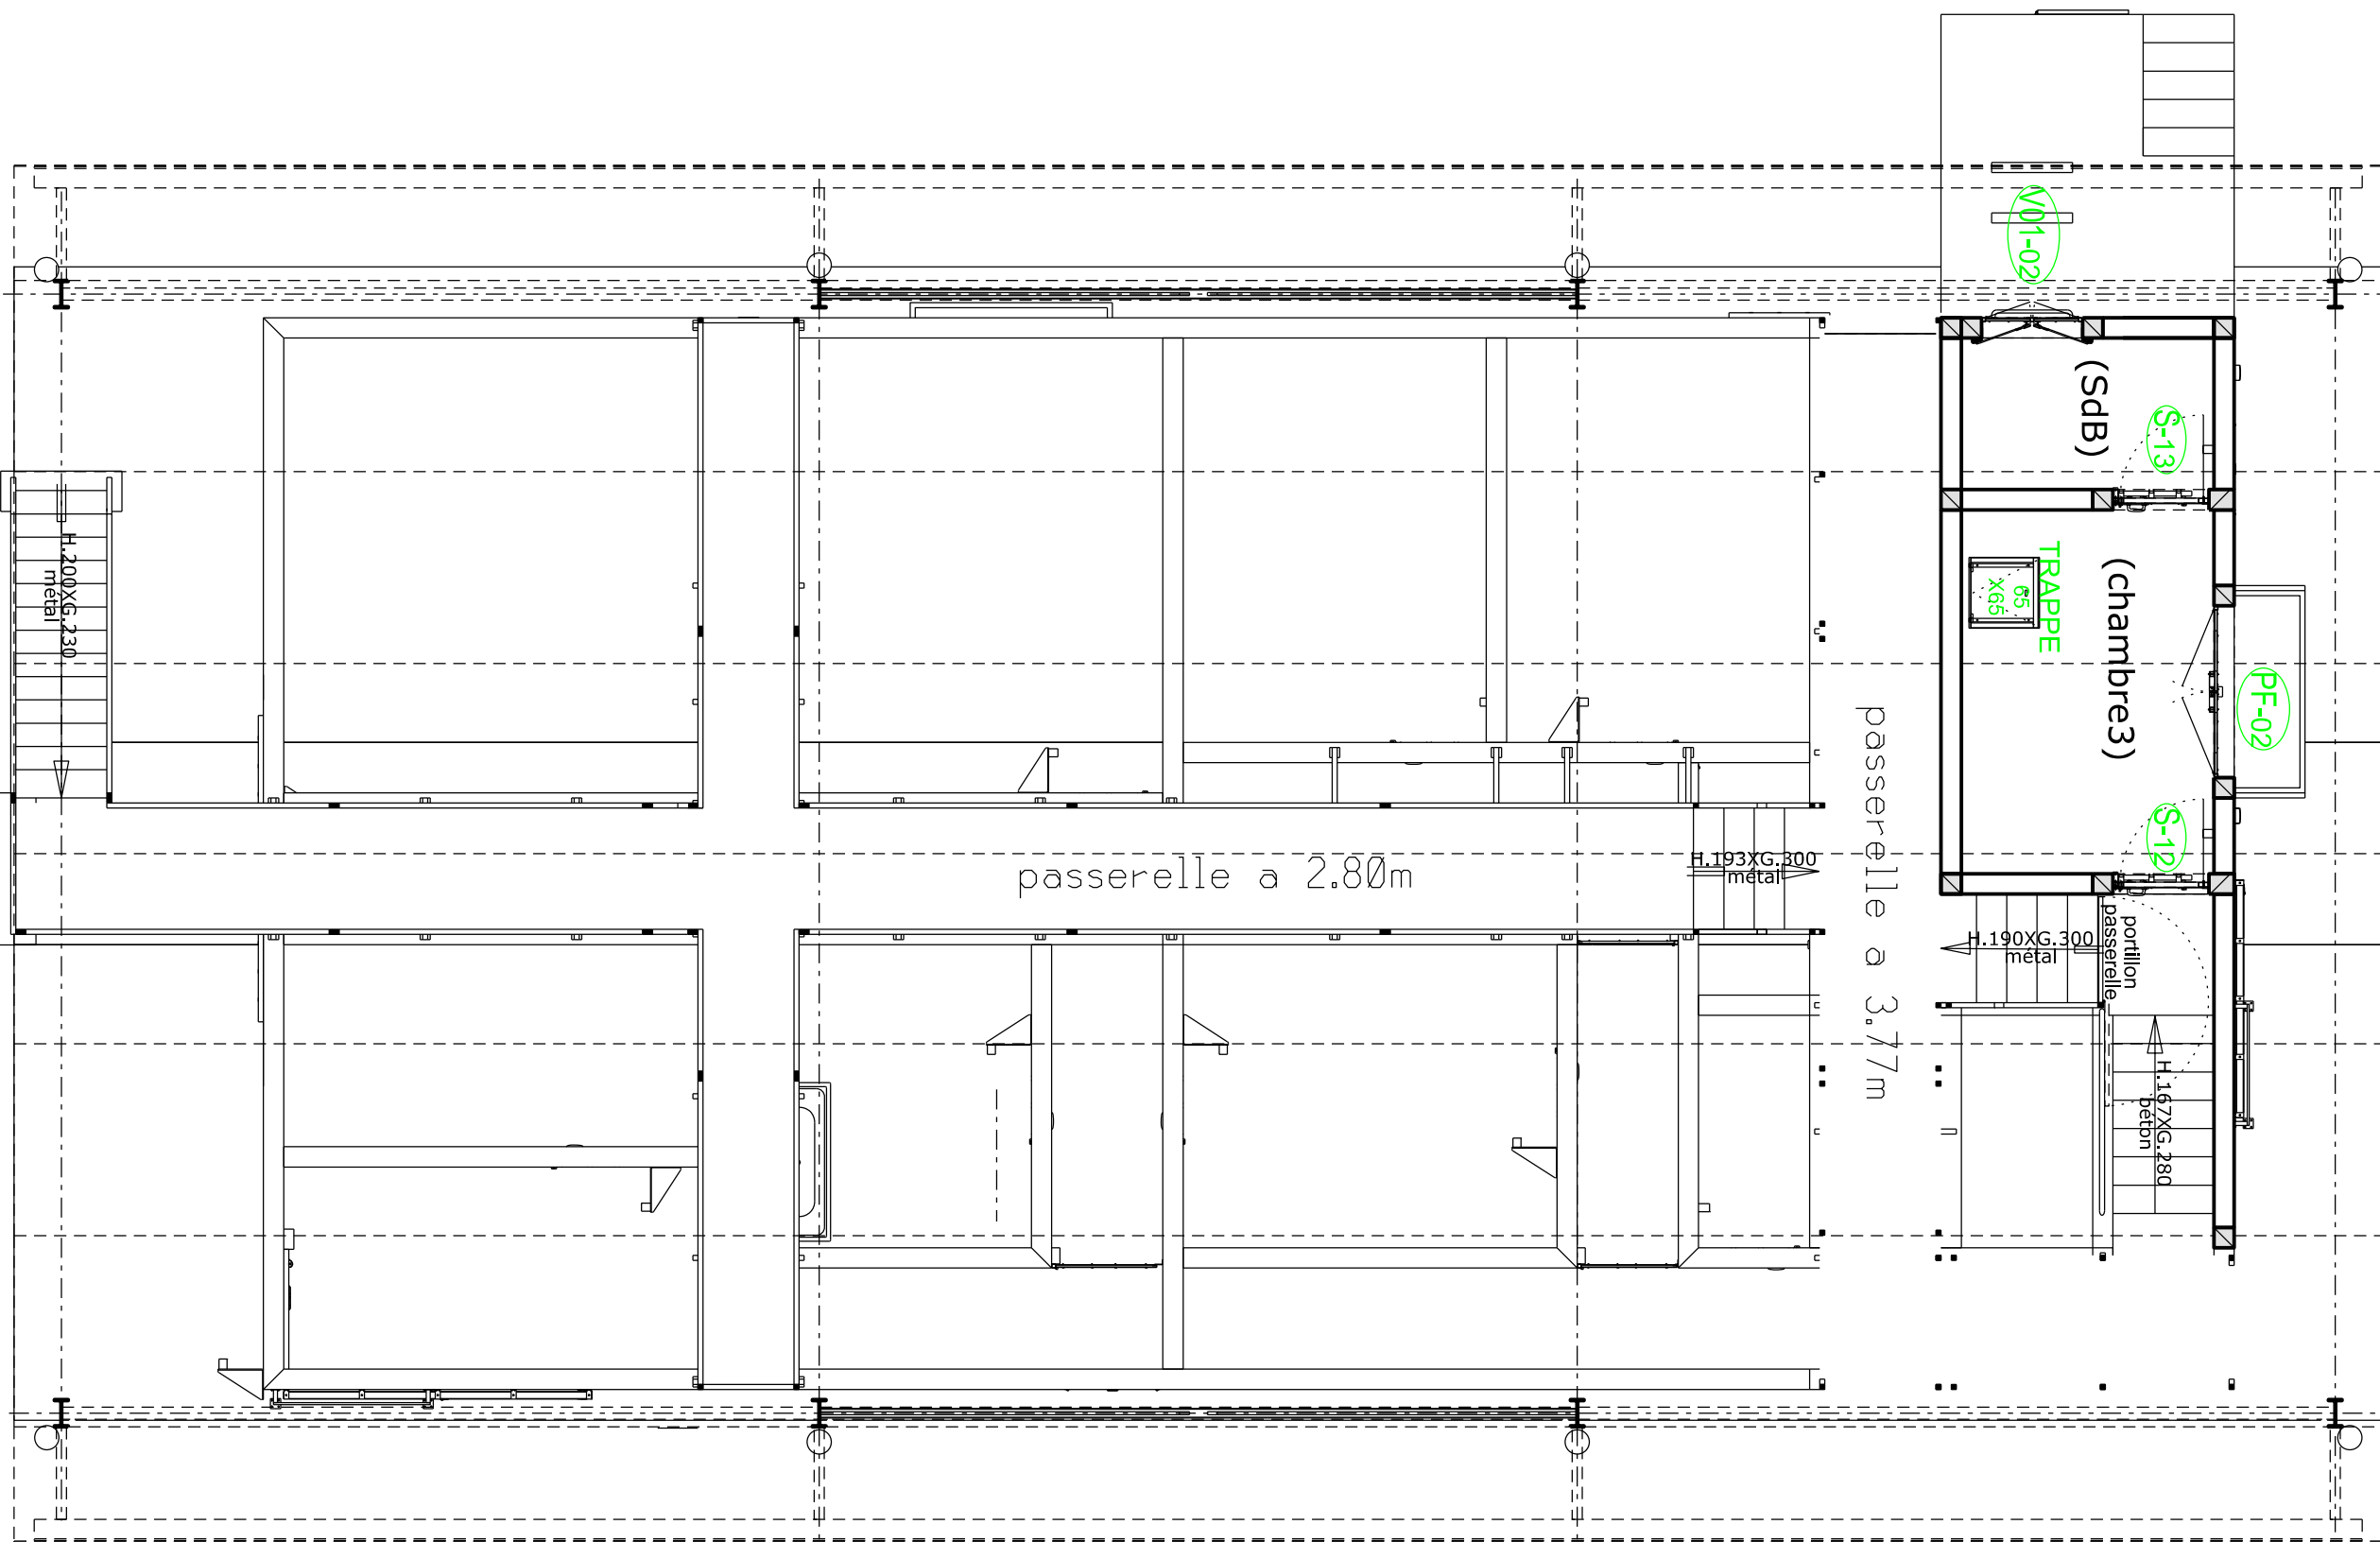 V01-02
(SdB)
S-13
TRAPPE
65
X65
(chambre3)
PF-02
S-12
H.200XG.230
métal
passerelle a 2.80m
H.193XG.300
métal
passerelle a 3.77m
H.190XG.300
métal
portillon
passerelle
H.167XG.280
béton